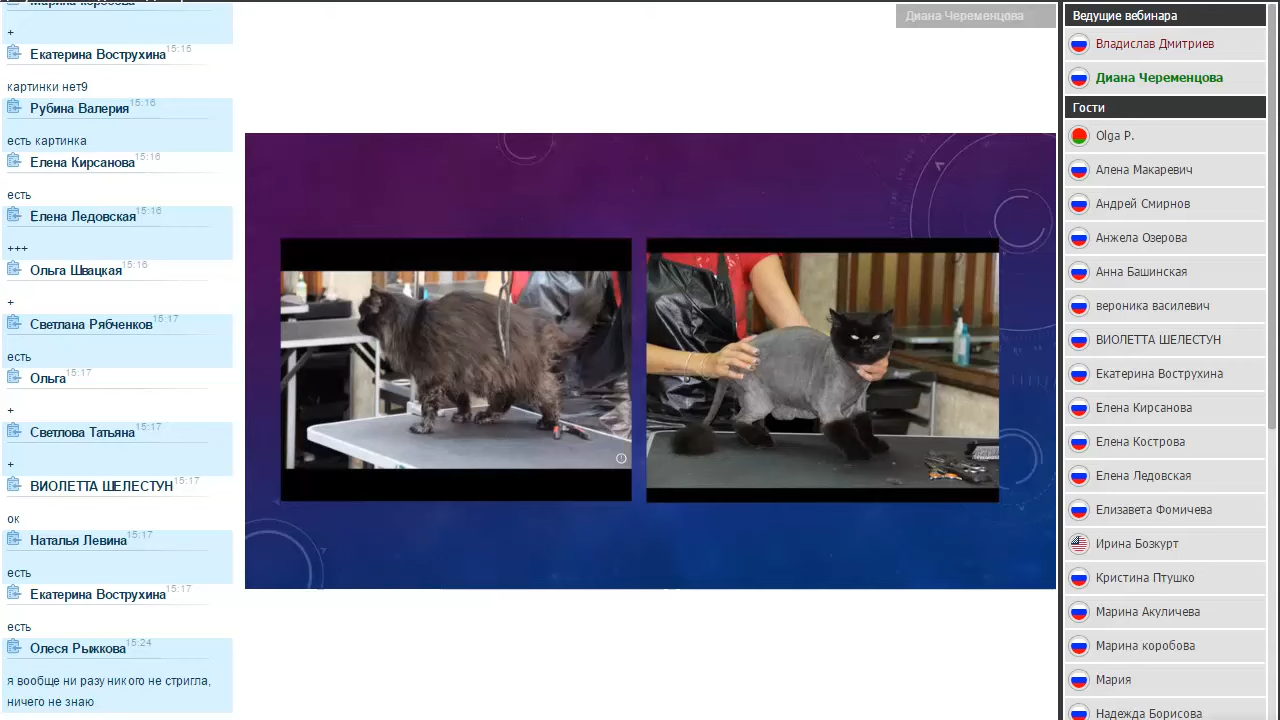 Марина коробова
+
Екатерина Вострухина 15:15
картинки нет9
Рубина Валерия 15:16
есть картинка
Елена Кирсанова 15:16
есть
Елена Ледовская 15:16
+++
Ольга Швацкая 15:16
+
Светлана Рябченков 15:17
есть
Ольга 15:17
+
Светлова Татьяна 15:17
+
ВИОЛЕТТА ШЕЛЕСТУН 15:17
ок
Наталья Левина 15:17
есть
Екатерина Вострухина 15:17
есть
Олеся Рыжкова 15:24
я вообще ни разу никого не стригла,
ничего не знаю
Диана Черемeнцова
Ведущие вебинара
Владислав Дмитриев
Диана Череменцова
Гости
Olga P.
Алена Макаревич
Андрей Смирнов
Анжела Озерова
Анна Башинская
вероника василевич
ВИОЛЕТТА ШЕЛЕСТУН
Екатерина Вострухина
Елена Кирсанова
Елена Кострова
Елена Ледовская
Елизавета Фомичева
Ирина Бозкурт
Кристина Птушко
Марина Акуличева
Марина коробова
Мария
Надежда Борисова